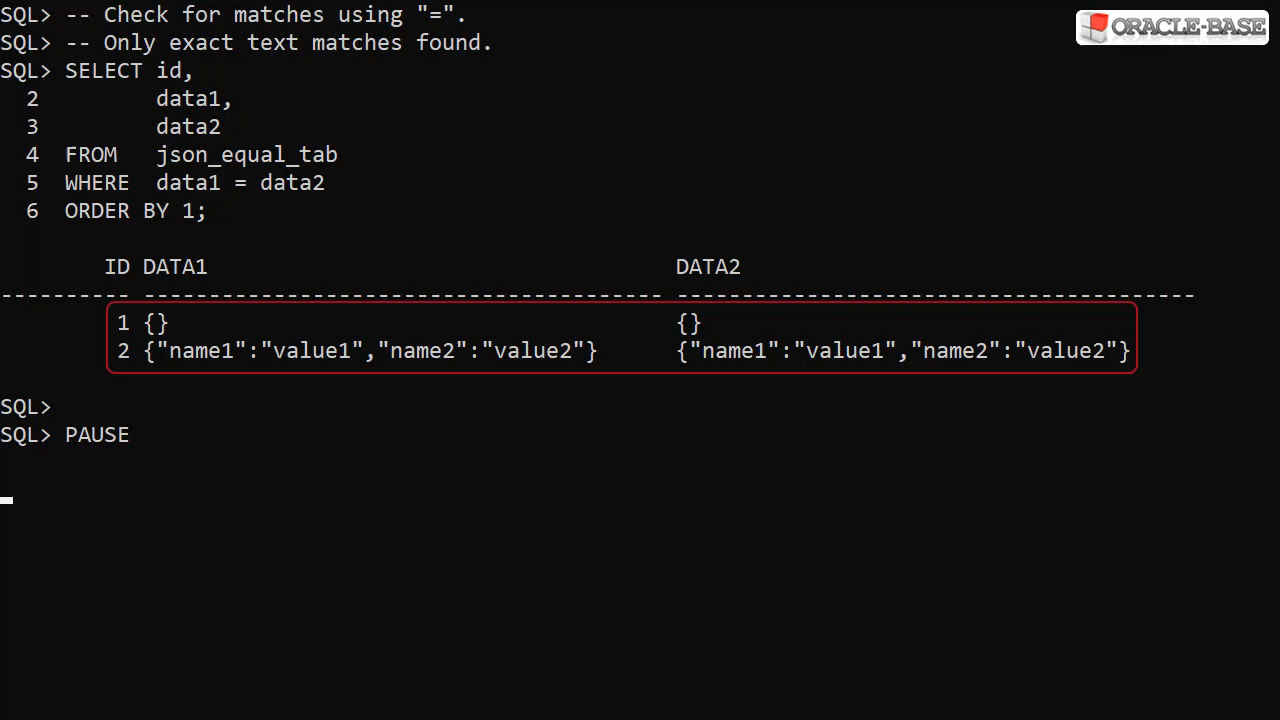 SQL> -- Check for matches using "=".
SQL> -- Only exact text matches found.
SQL> SELECT id,
  2         data1,
  3         data2
  4  FROM   json_equal_tab
  5  WHERE  data1 = data2
  6  ORDER BY 1;
        ID DATA1                                    DATA2
---------- ---------------------------------------- ----------------------------------------
         1 {}                                       {}
         2 {"name1":"value1","name2":"value2"}      {"name1":"value1","name2":"value2"}
SQL>
SQL> PAUSE
ORACLE-BASE